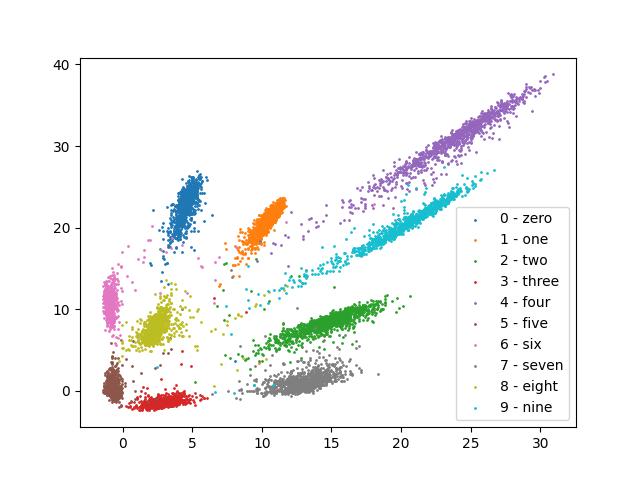 40
30
20
10
0
0 5 10 15 20 25 30
0 - zero
1 - one
2 - two
3 - three
4 - four
5 - five
6 - six
7 - seven
8 - eight
9 - nine